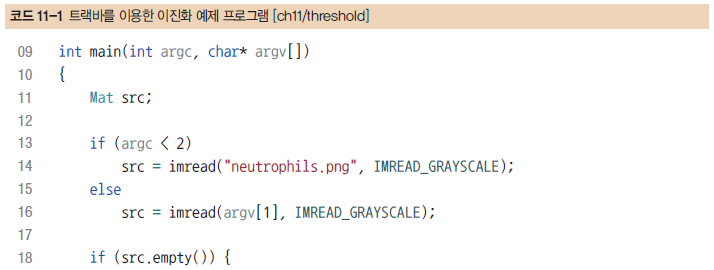 코드 11-1 트랙바를 이용한 이진화 예제 프로그램 [ch11/threshold]
09 int main(int argc, char* argv[])
10 {
11 Mat src;
12
13 if (argc < 2)
14 src = imread("neutrophils.png", IMREAD_GRAYSCALE);
15 else
16 src = imread(argv[1], IMREAD_GRAYSCALE);
17
18 if (src.empty()) {